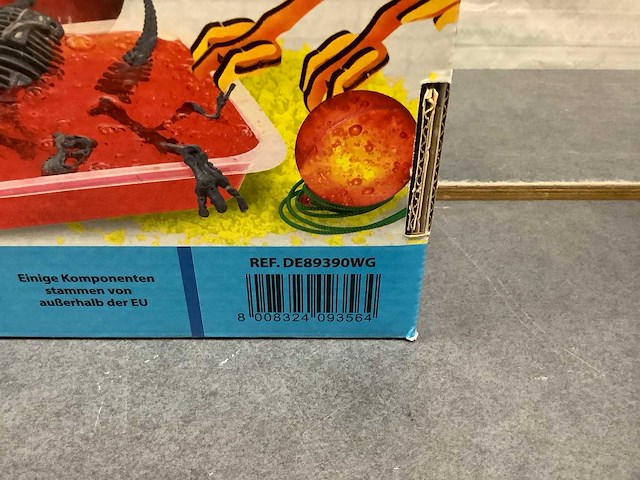 Einige Komponenten
stammen von
außerhalb der EU
REF. DE89390WG
8 008324 093564